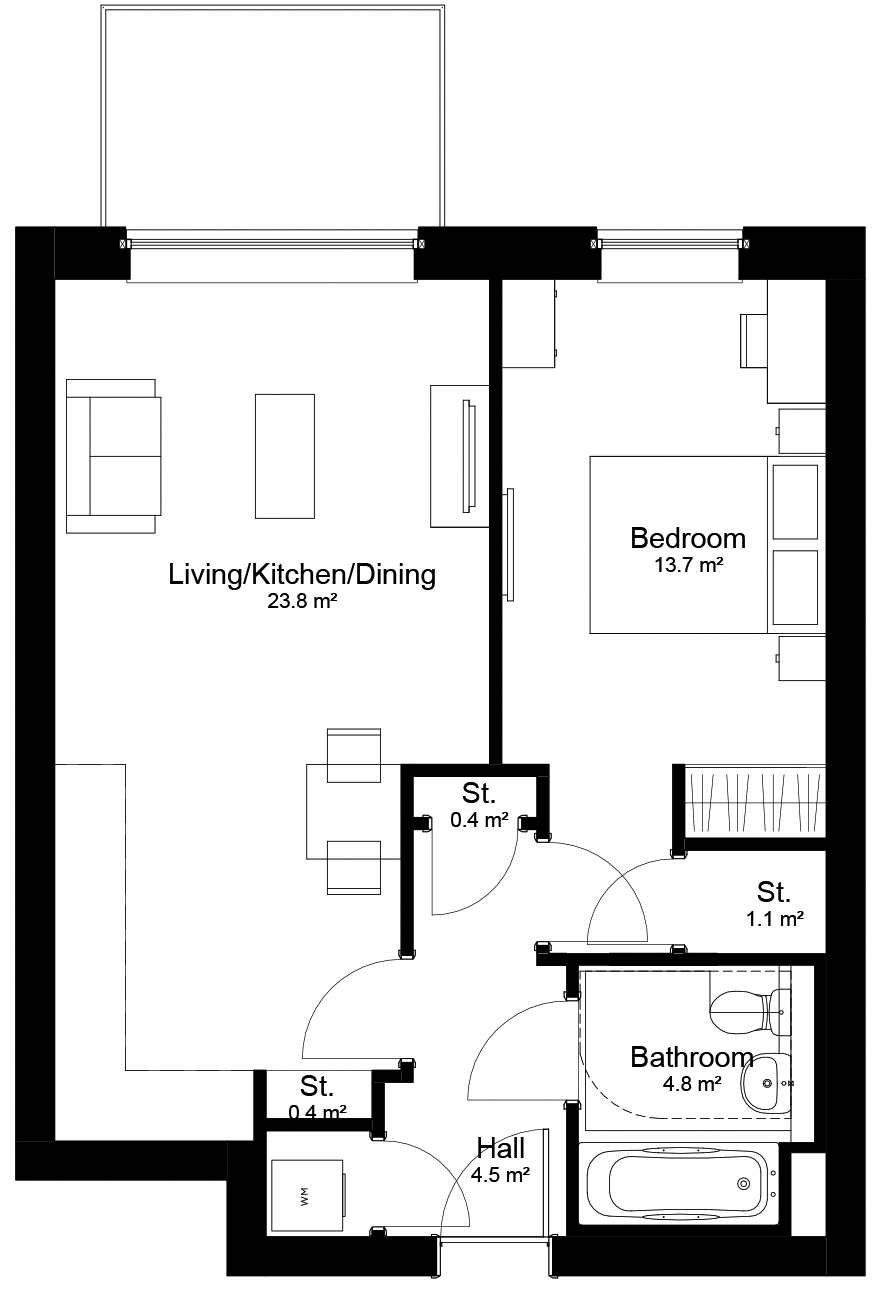 Bedroom
13.7 m²
Living/Kitchen/Dining
23.8 m²
St.
0.4 m²
St.
1.1 m²
Bathroom
4.8 m²
St.
0.4 m²
Hall
4.5 m²
WM